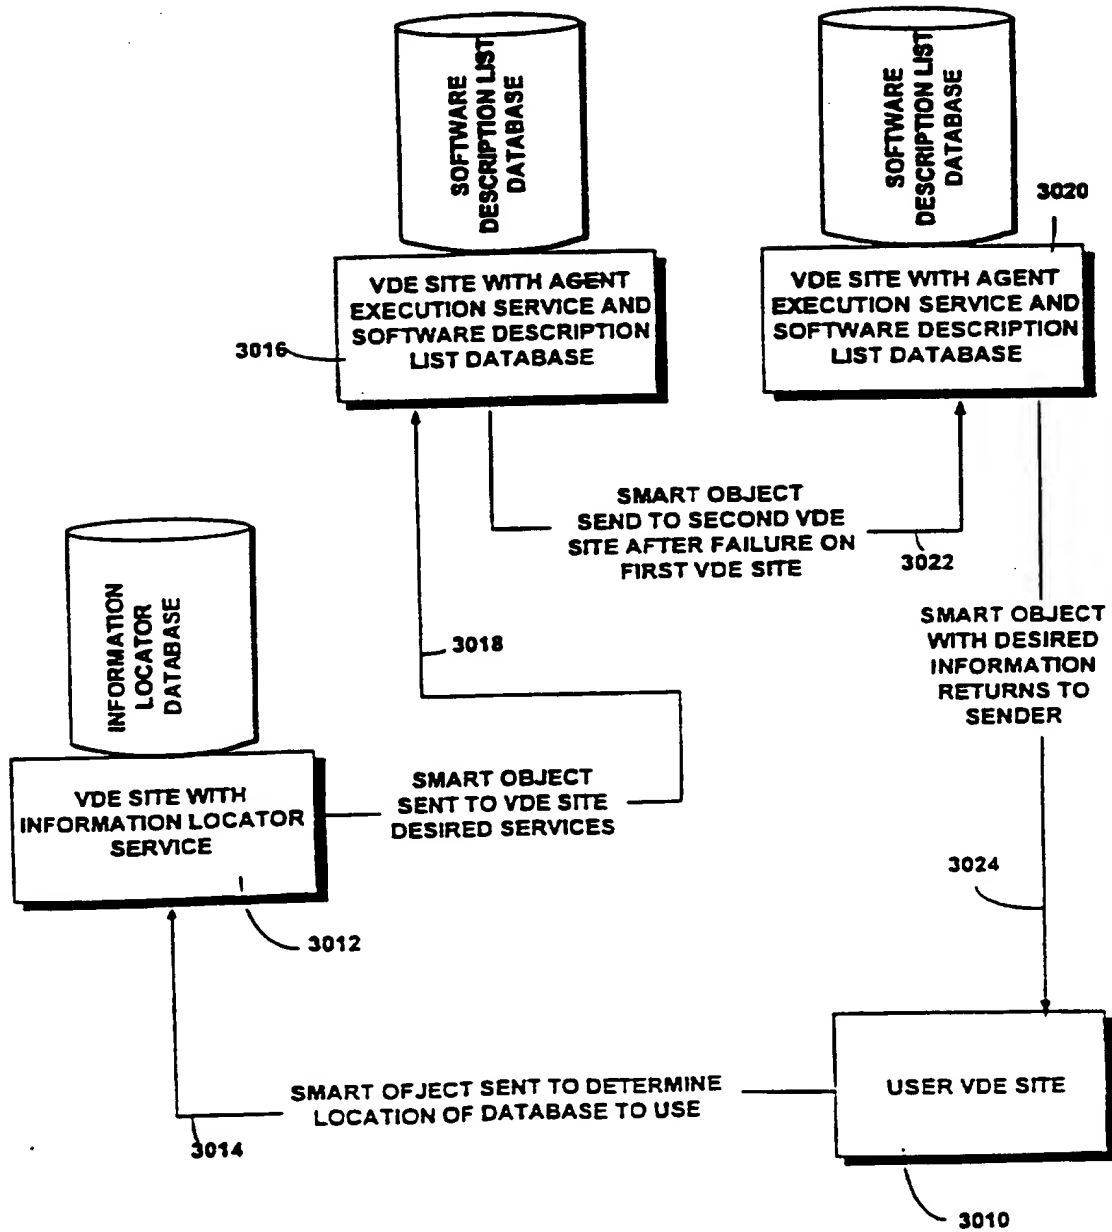 SOFTWARE
DESCRIPTION LIST
DATABASE
SOFTWARE
DESCRIPTION LIST
DATABASE
3020
VDE SITE WITH AGENT
EXECUTION SERVICE AND
SOFTWARE DESCRIPTION
LIST DATABASE
3016
VDE SITE WITH AGENT
EXECUTION SERVICE AND
SOFTWARE DESCRIPTION
LIST DATABASE
SMART OBJECT
SEND TO SECOND VDE
SITE AFTER FAILURE ON
FIRST VDE SITE
3022
INFORMATION
LOCATOR
DATABASE
3018
SMART OBJECT
WITH DESIRED
INFORMATION
RETURNS TO
SENDER
VDE SITE WITH
INFORMATION LOCATOR
SERVICE
SMART OBJECT
SENT TO VDE SITE
DESIRED SERVICES
3024
3012
SMART OFJECT SENT TO DETERMINE
LOCATION OF DATABASE TO USE
USER VDE SITE
3014
3010